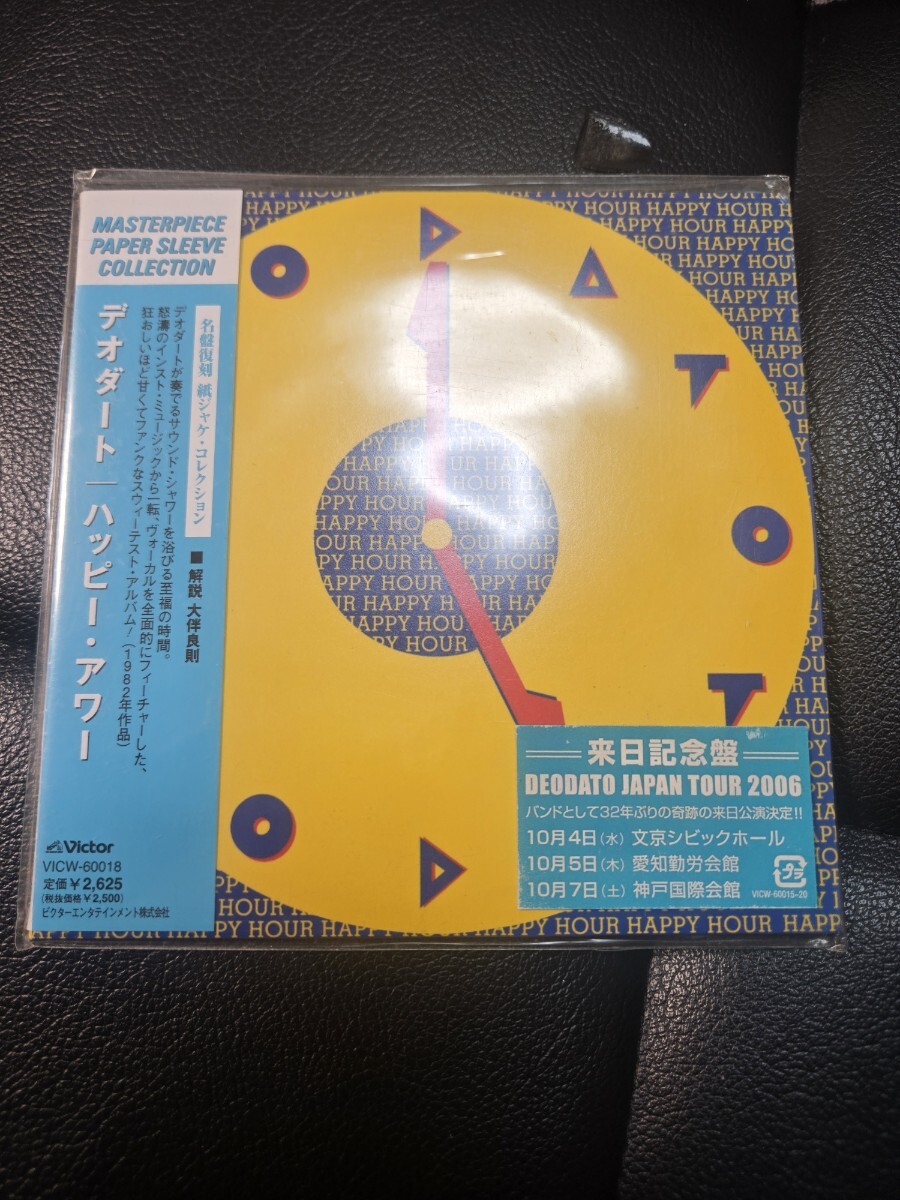 MASTERPIECE
PAPER SLEEVE
COLLECTION
名盤復刻 紙ジャケ・コレクション
■解説 大伴良則
デオダートが奏でるサウンド・シャワーを浴びる至福の時間。
怒濤のインスト・ミュージックから一転、ヴォーカルを全面的にフィーチャーした、
狂おしいほど甘くてファンクなスウィーテスト・アルバム!(1982年作品)
デオダート|ハッピー・アワー
Victor
VICW-60018
定価¥2,625
(税抜価格¥2,500)
ビクターエンタテインメント株式会社
HAPPY HOUR HAPPY HOUR HAPPY HOUR
D
E
O
D
A
T
O
HAPPY HOUR
来日記念盤
DEODATO JAPAN TOUR 2006
バンドとして32年ぶりの奇跡の来日公演決定!!
10月4日(水) 文京シビックホール
10月5日(木) 愛知勤労会館
10月7日(土) 神戸国際会館
VICW-60015~20